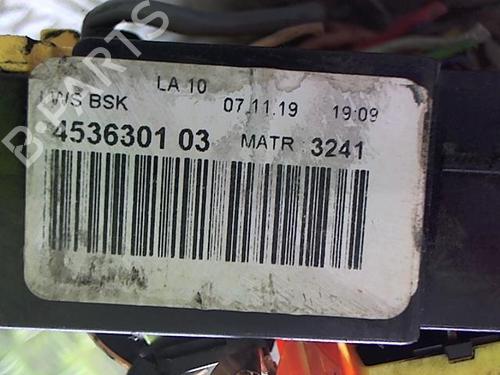 LA 10
WS BSK 07.11.19 19:09
4536301 03 MATR 3241
B-PARTS